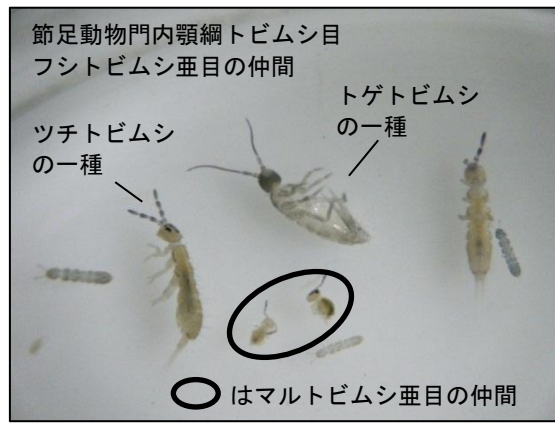 節足動物門内顎綱トビムシ目
フシトビムシ亜目の仲間
トゲトビムシ
の一種
ツチトビムシ
の一種
はマルトビムシ亜目の仲間